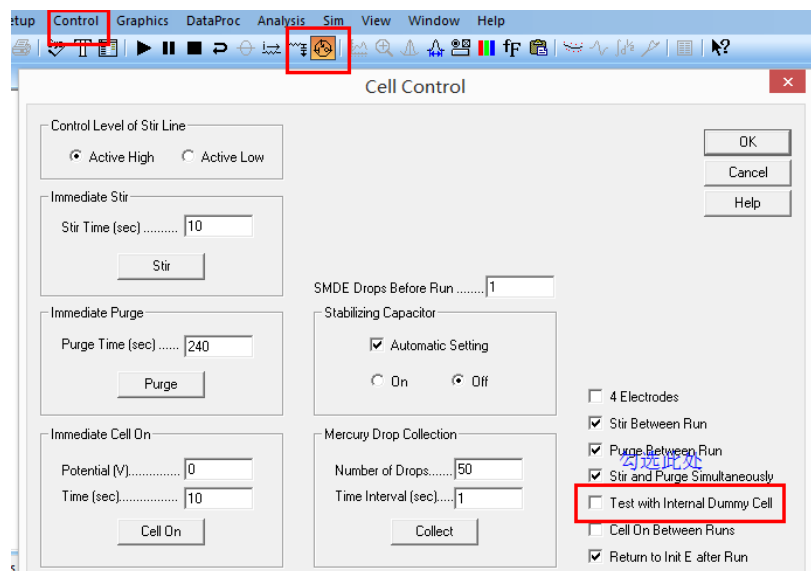 etup Control Graphics DataProc Analysis Sim View Window Help
Cell Control
Control Level of Stir Line
Active High Active Low
OK
Cancel
Help
Immediate Stir
Stir Time (sec) .......... 10
Stir
SMDE Drops Before Run ........ 1
Immediate Purge
Purge Time (sec) ...... 240
Purge
Stabilizing Capacitor
Automatic Setting
On Off
4 Electrodes
Stir Between Run
Purge Between Run
勾选此处
Stir and Purge Simultaneously
Test with Internal Dummy Cell
Cell On Between Runs
Return to Init E after Run
Immediate Cell On
Potential (V)............. 0
Time (sec)................. 10
Cell On
Mercury Drop Collection
Number of Drops....... 50
Time Interval (sec).... 1
Collect